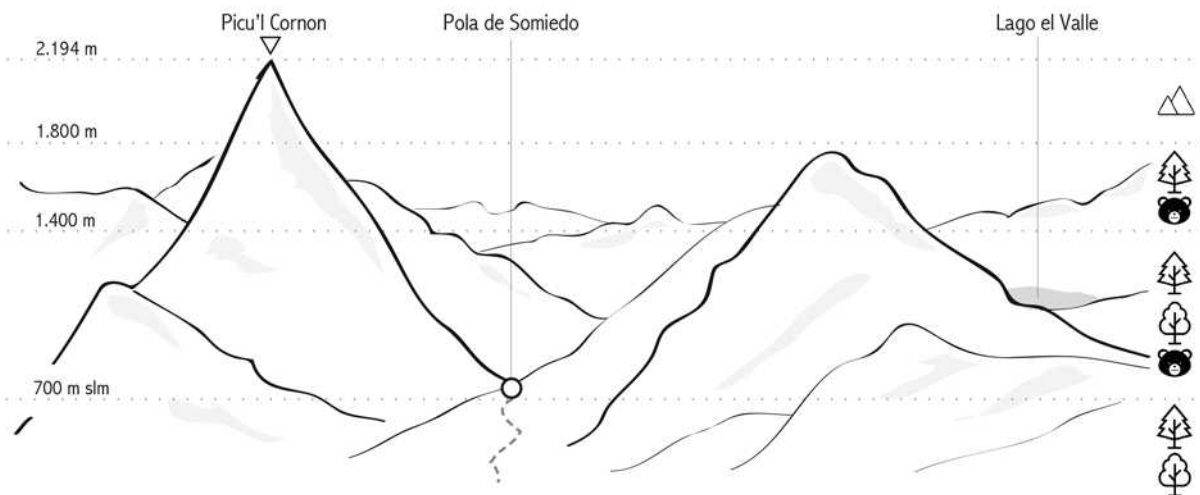 Picu'l Cornon
Pola de Somiedo
Lago el Valle
2.194 m
1.800 m
1.400 m
700 m slm